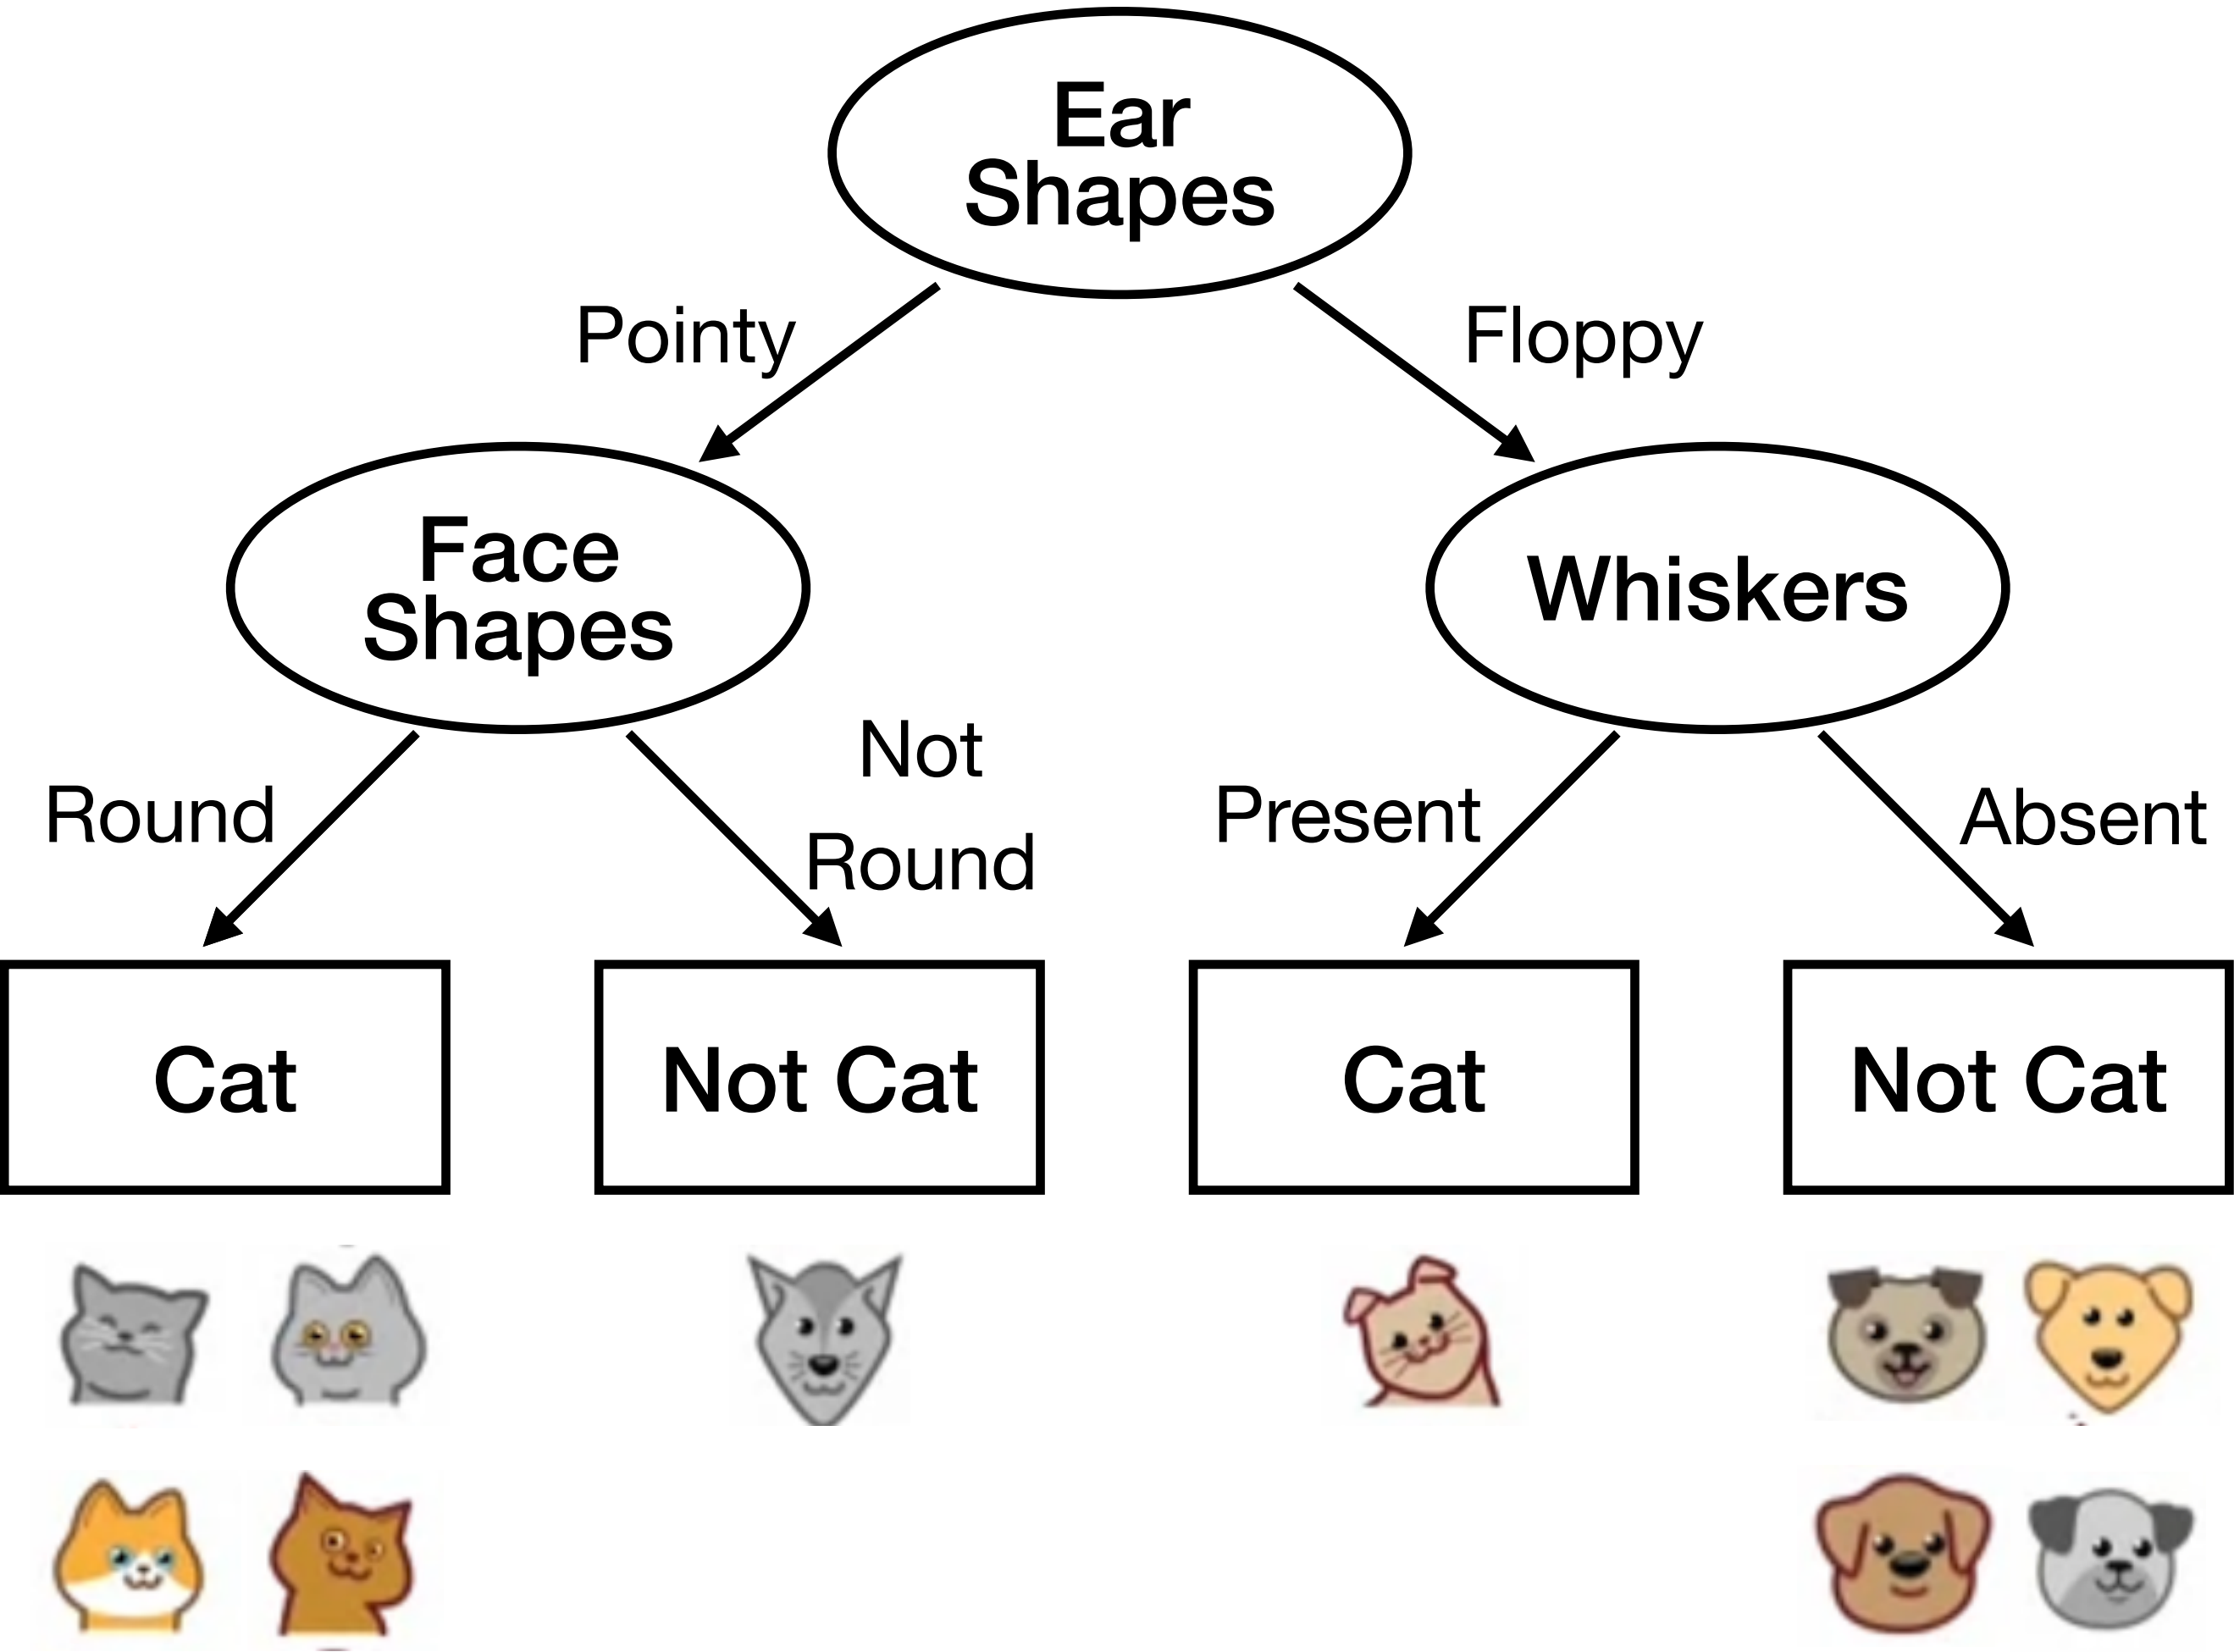 Ear
Shapes
Pointy
Floppy
Face
Shapes
Whiskers
Round
Not
Round
Present
Absent
Cat
Not Cat
Cat
Not Cat